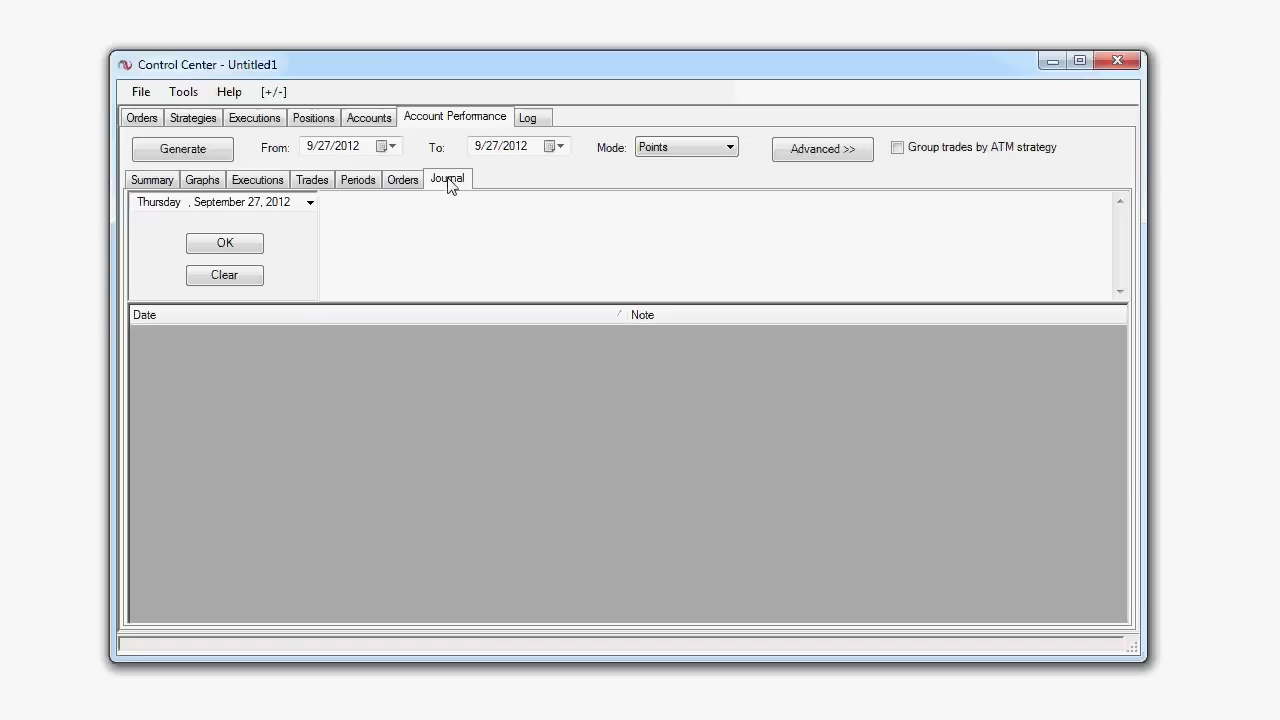 Control Center - Untitled1
File Tools Help [+/-]
Orders Strategies Executions Positions Accounts Account Performance Log
Generate From: 9/27/2012 To: 9/27/2012 Mode: Points Advanced >> Group trades by ATM strategy
Summary Graphs Executions Trades Periods Orders Journal
Thursday , September 27, 2012
OK
Clear
Date Note